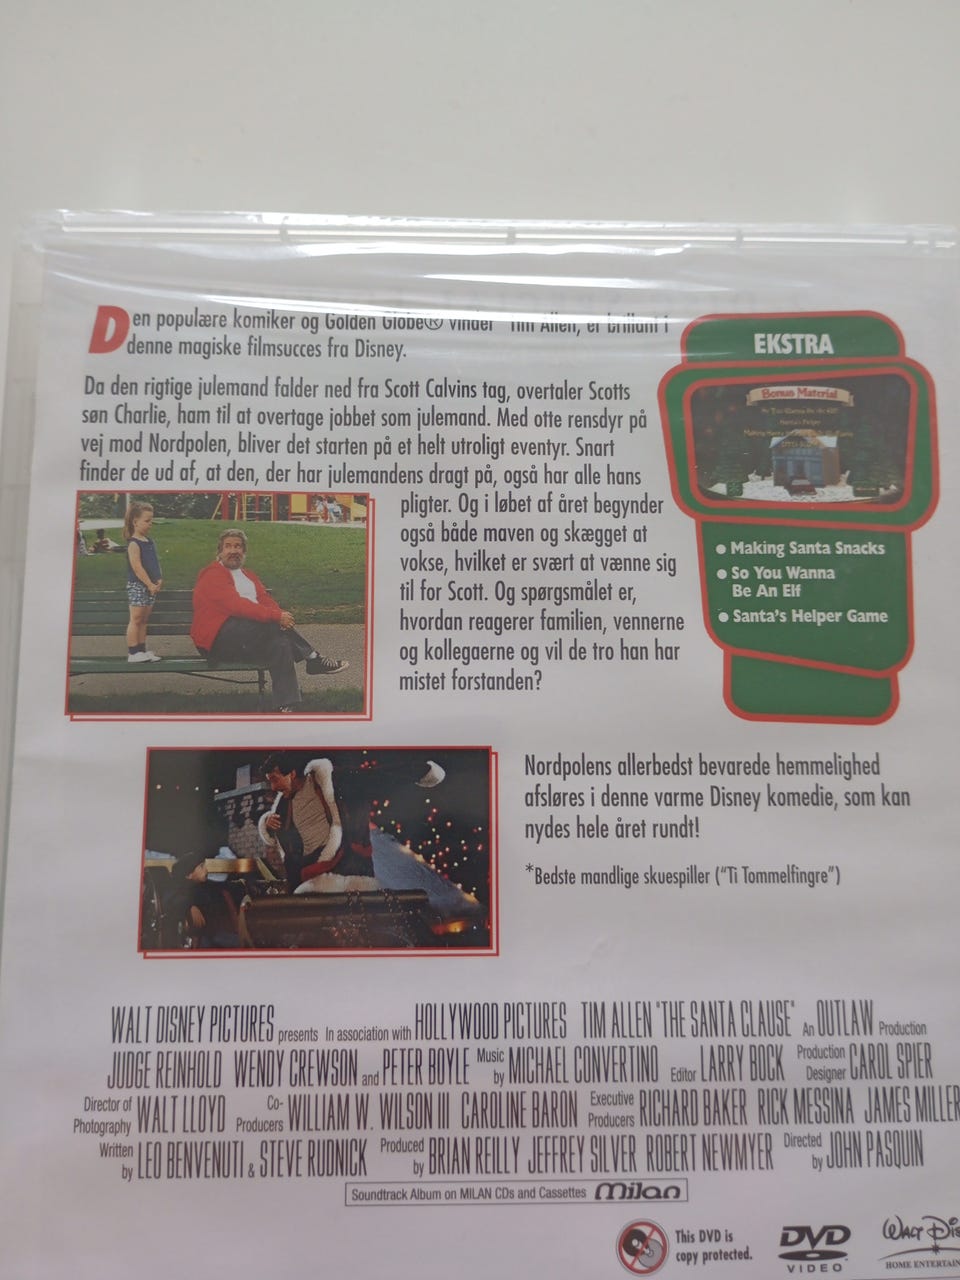 Den populære komiker og Golden Globe® vinder Tim Allen, er brillant i
denne magiske filmsucces fra Disney.
Da den rigtige julemand falder ned fra Scott Calvins tag, overtaler Scotts
søn Charlie, ham til at overtage jobbet som julemand. Med otte rensdyr på
vej mod Nordpolen, bliver det starten på et helt utroligt eventyr. Snart
finder de ud af, at den, der har julemandens dragt på, også har alle hans
pligter. Og i løbet af året begynder
også både maven og skægget at
vokse, hvilket er svært at vænne sig
til for Scott. Og spørgsmålet er,
hvordan reagerer familien, vennerne
og kollegaerne og vil de tro han har
mistet forstanden?
EKSTRA
Bonus Material
● Making Santa Snacks
● So You Wanna
Be An Elf
● Santa's Helper Game
Nordpolens allerbedst bevarede hemmelighed
afsløres i denne varme Disney komedie, som kan
nydes hele året rundt!
*Bedste mandlige skuespiller ("Ti Tommelfingre")
WALT DISNEY PICTURES presents In association with HOLLYWOOD PICTURES TIM ALLEN "THE SANTA CLAUSE" An OUTLAW Production
JUDGE REINHOLD WENDY CREWSON and PETER BOYLE Music by MICHAEL CONVERTINO Editor LARRY BOCK Production Designer CAROL SPIER
Director of Photography WALT LLOYD Co-Producers WILLIAM W. WILSON III CAROLINE BARON Executive Producers RICHARD BAKER RICK MESSINA JAMES MILLER
Written by LEO BENVENUTI & STEVE RUDNICK Produced by BRIAN REILLY JEFFREY SILVER ROBERT NEWMYER Directed by JOHN PASQUIN
Soundtrack Album on MILAN CDs and Cassettes Milan
This DVD is
copy protected.
DVD
VIDEO
WALT DIS
HOME ENTERTAIN